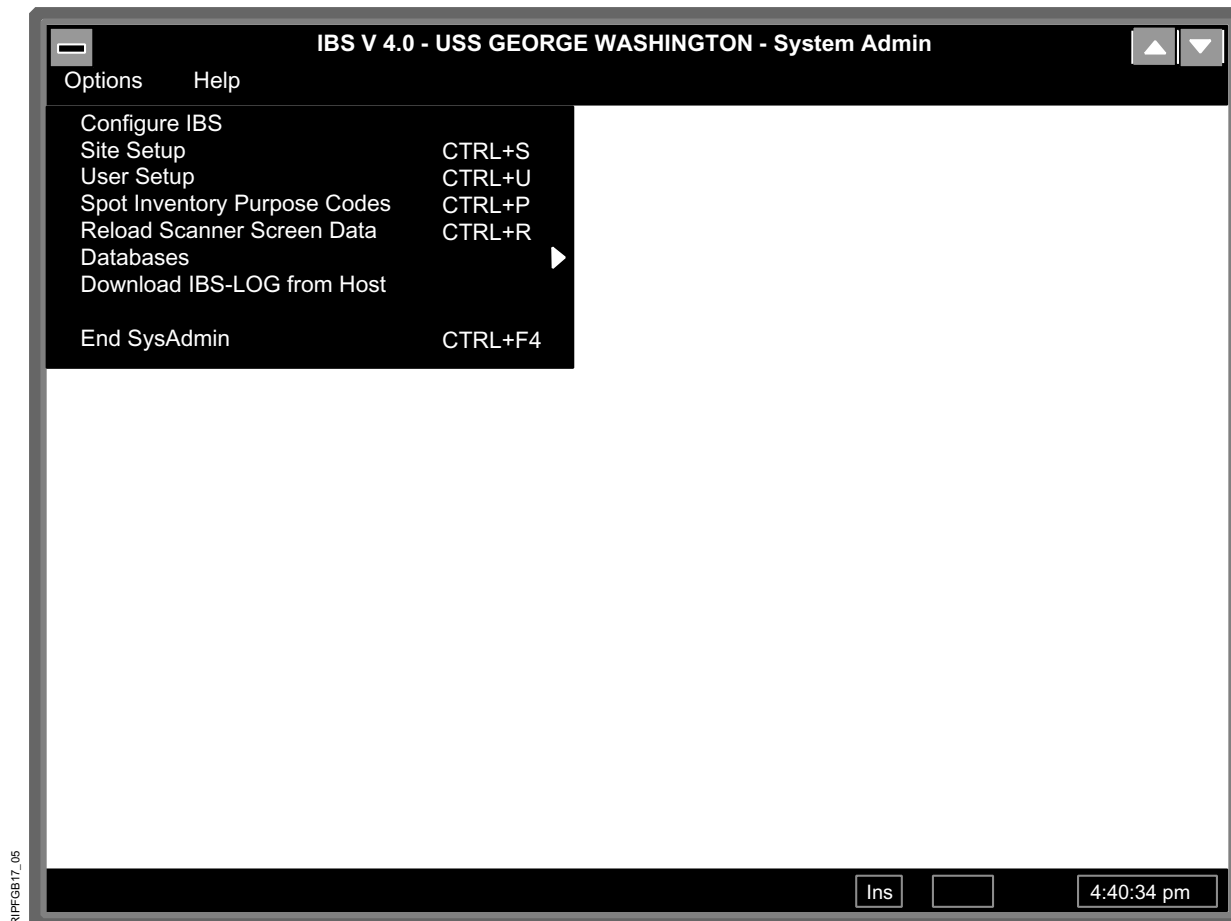 IBS V 4.0 - USS GEORGE WASHINGTON - System Admin
Options Help
Configure IBS
Site Setup CTRL+S
User Setup CTRL+U
Spot Inventory Purpose Codes CTRL+P
Reload Scanner Screen Data CTRL+R
Databases
Download IBS-LOG from Host
End SysAdmin CTRL+F4
Ins
4:40:34 pm
RIPFGB17_05